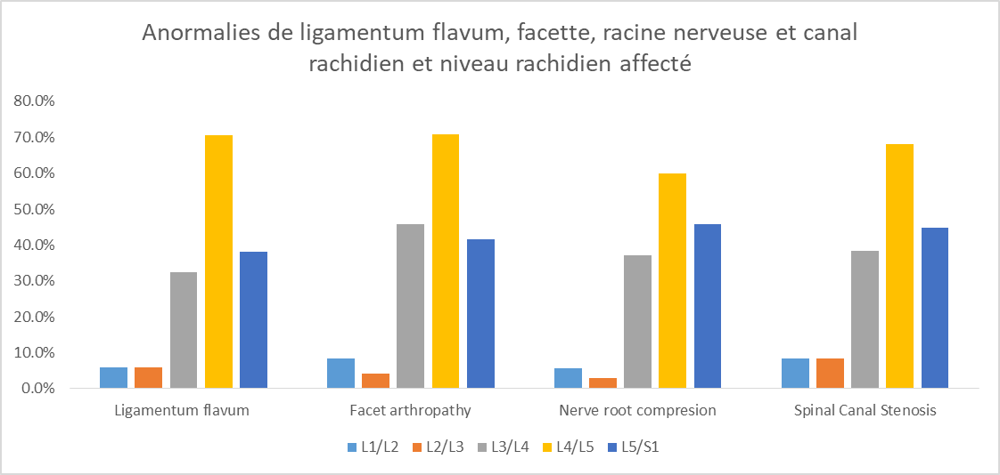 Anormalies de ligamentum flavum, facette, racine nerveuse et canal
rachidien et niveau rachidien affecté
80.0%
70.0%
60.0%
50.0%
40.0%
30.0%
20.0%
10.0%
0.0%
Ligamentum flavum
Facet arthropathy
Nerve root compresion
Spinal Canal Stenosis
L1/L2
L2/L3
L3/L4
L4/L5
L5/S1